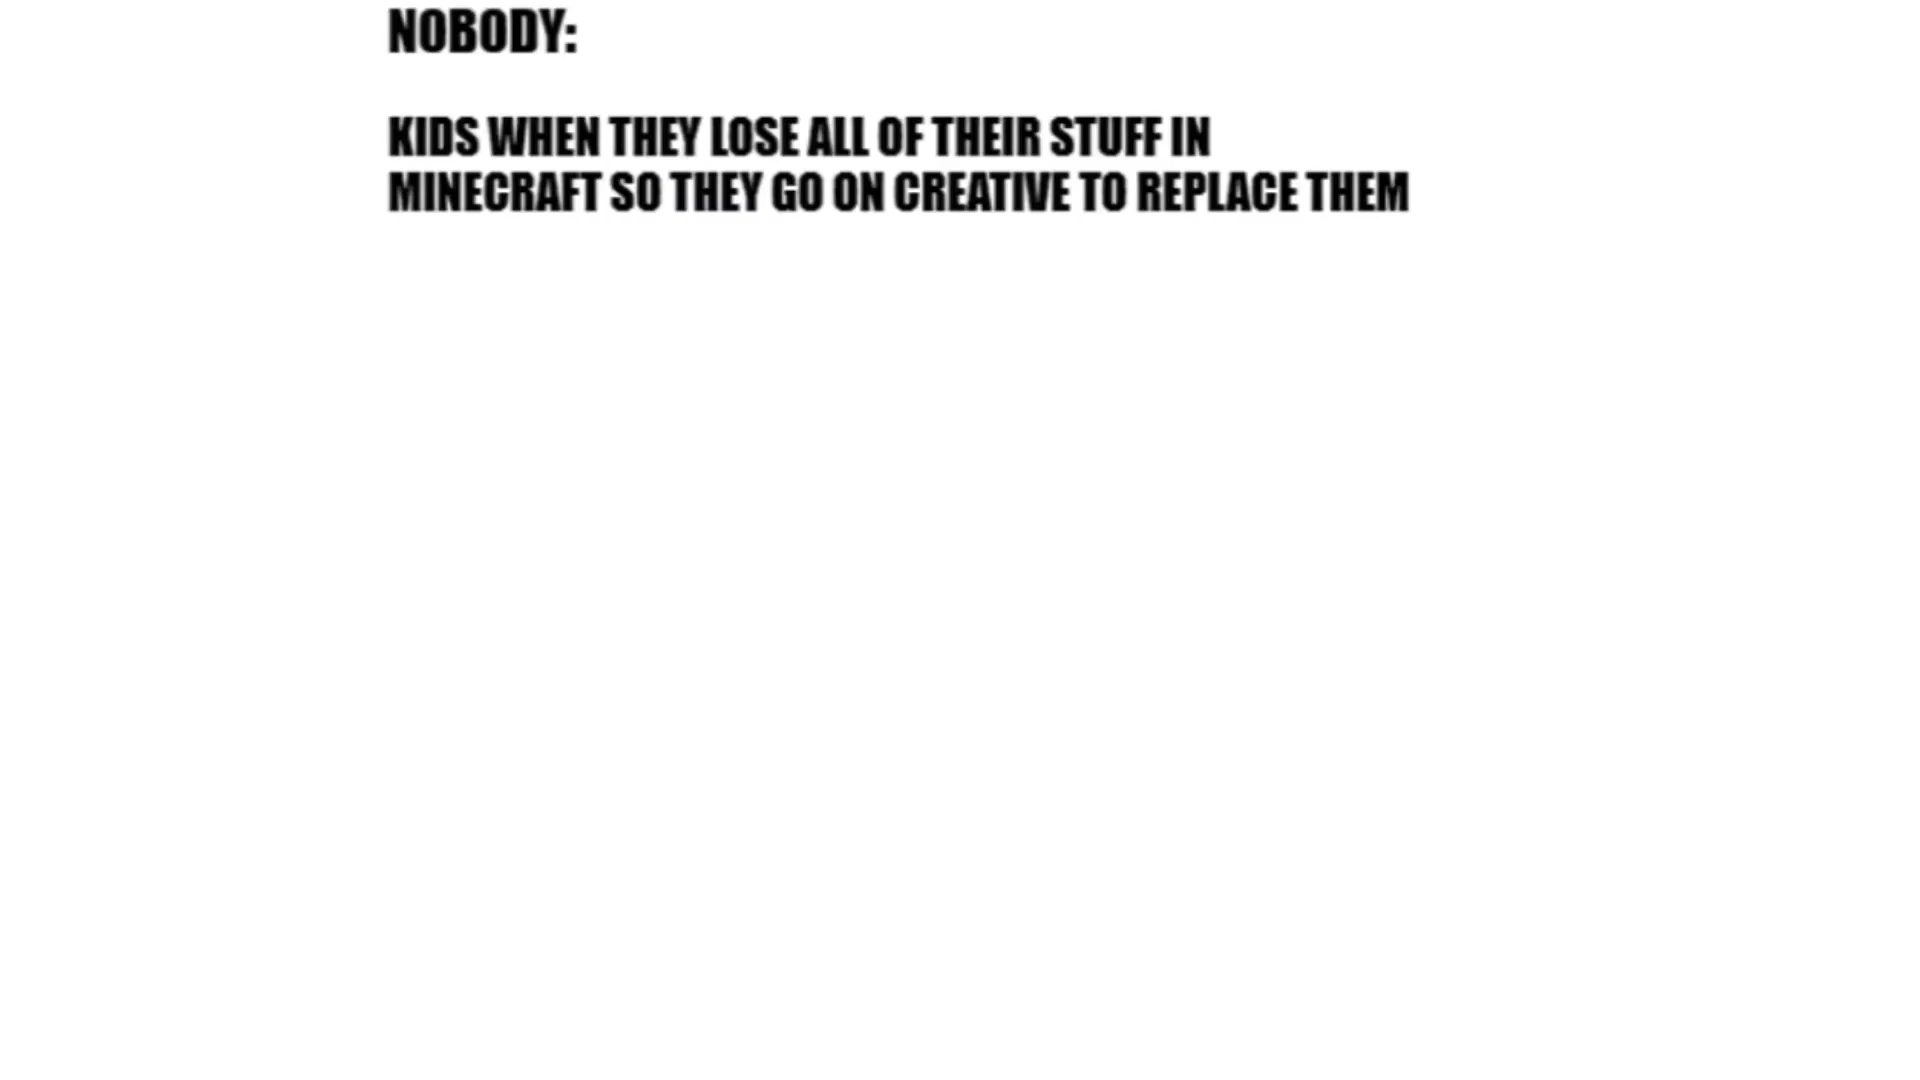 NOBODY:
KIDS WHEN THEY LOSE ALL OF THEIR STUFF IN
MINECRAFT SO THEY GO ON CREATIVE TO REPLACE THEM